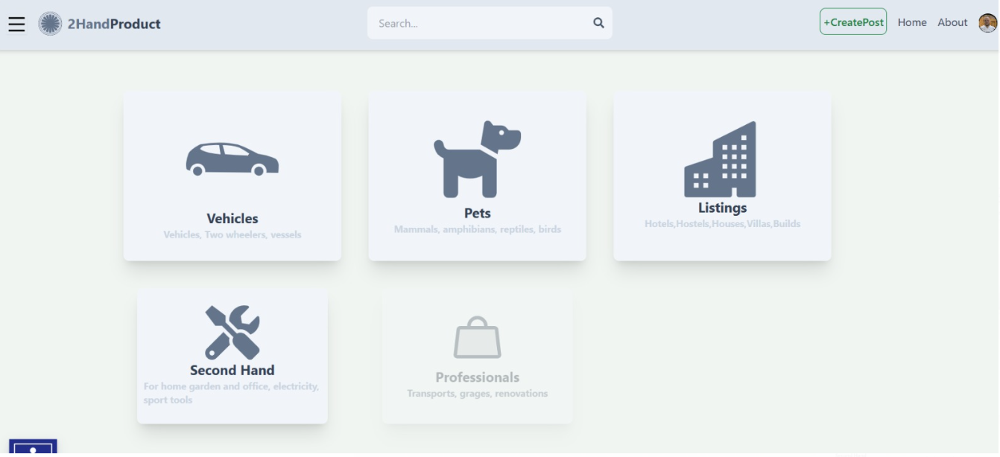 2HandProduct
Search...
+CreatePost
Home
About
Vehicles
Vehicles, Two wheelers, vessels
Pets
Mammals, amphibians, reptiles, birds
Listings
Hotels,Hostels,Houses,Villas,Builds
Second Hand
For home garden and office, electricity,
sport tools
Professionals
Transports, grages, renovations